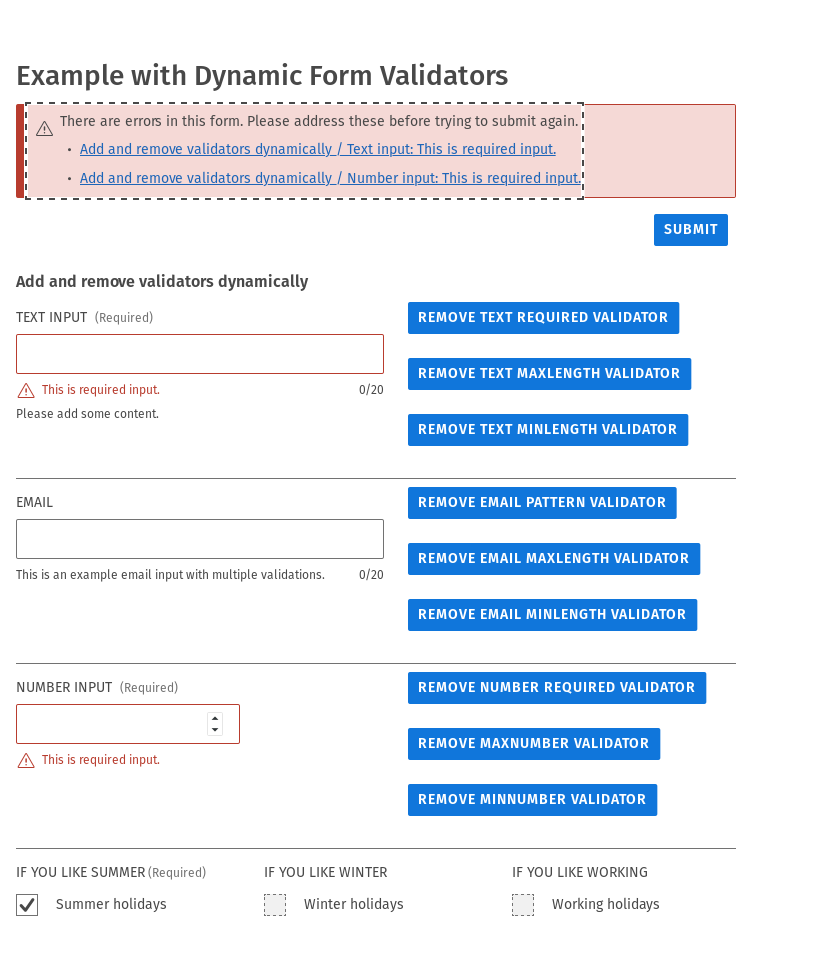 Example with Dynamic Form Validators
There are errors in this form. Please address these before trying to submit again.
• Add and remove validators dynamically / Text input: This is required input.
• Add and remove validators dynamically / Number input: This is required input.
SUBMIT
Add and remove validators dynamically
TEXT INPUT (Required)
This is required input. 0/20
Please add some content.
REMOVE TEXT REQUIRED VALIDATOR
REMOVE TEXT MAXLENGTH VALIDATOR
REMOVE TEXT MINLENGTH VALIDATOR
EMAIL
This is an example email input with multiple validations. 0/20
REMOVE EMAIL PATTERN VALIDATOR
REMOVE EMAIL MAXLENGTH VALIDATOR
REMOVE EMAIL MINLENGTH VALIDATOR
NUMBER INPUT (Required)
This is required input.
REMOVE NUMBER REQUIRED VALIDATOR
REMOVE MAXNUMBER VALIDATOR
REMOVE MINNUMBER VALIDATOR
IF YOU LIKE SUMMER (Required)
Summer holidays
IF YOU LIKE WINTER
Winter holidays
IF YOU LIKE WORKING
Working holidays